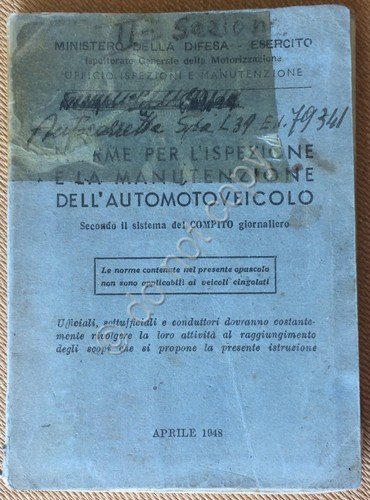 II Sezione
MINISTERO DELLA DIFESA - ESERCITO
Ispettorato Generale della Motorizzazione
UFFICIO ISPEZIONI E MANUTENZIONE
Autocarretta Spa L39 E.I. 79341
NORME PER L'ISPEZIONE
E LA MANUTENZIONE
DELL'AUTOMOTOVEICOLO
Secondo il sistema del COMPITO giornaliero
Le norme contenute nel presente opuscolo
non sono applicabili ai veicoli cingolati
Ufficiali, sottufficiali e conduttori dovranno costante-
mente rivolgere la loro attività al raggiungimento
degli scopi che si propone la presente istruzione
APRILE 1948